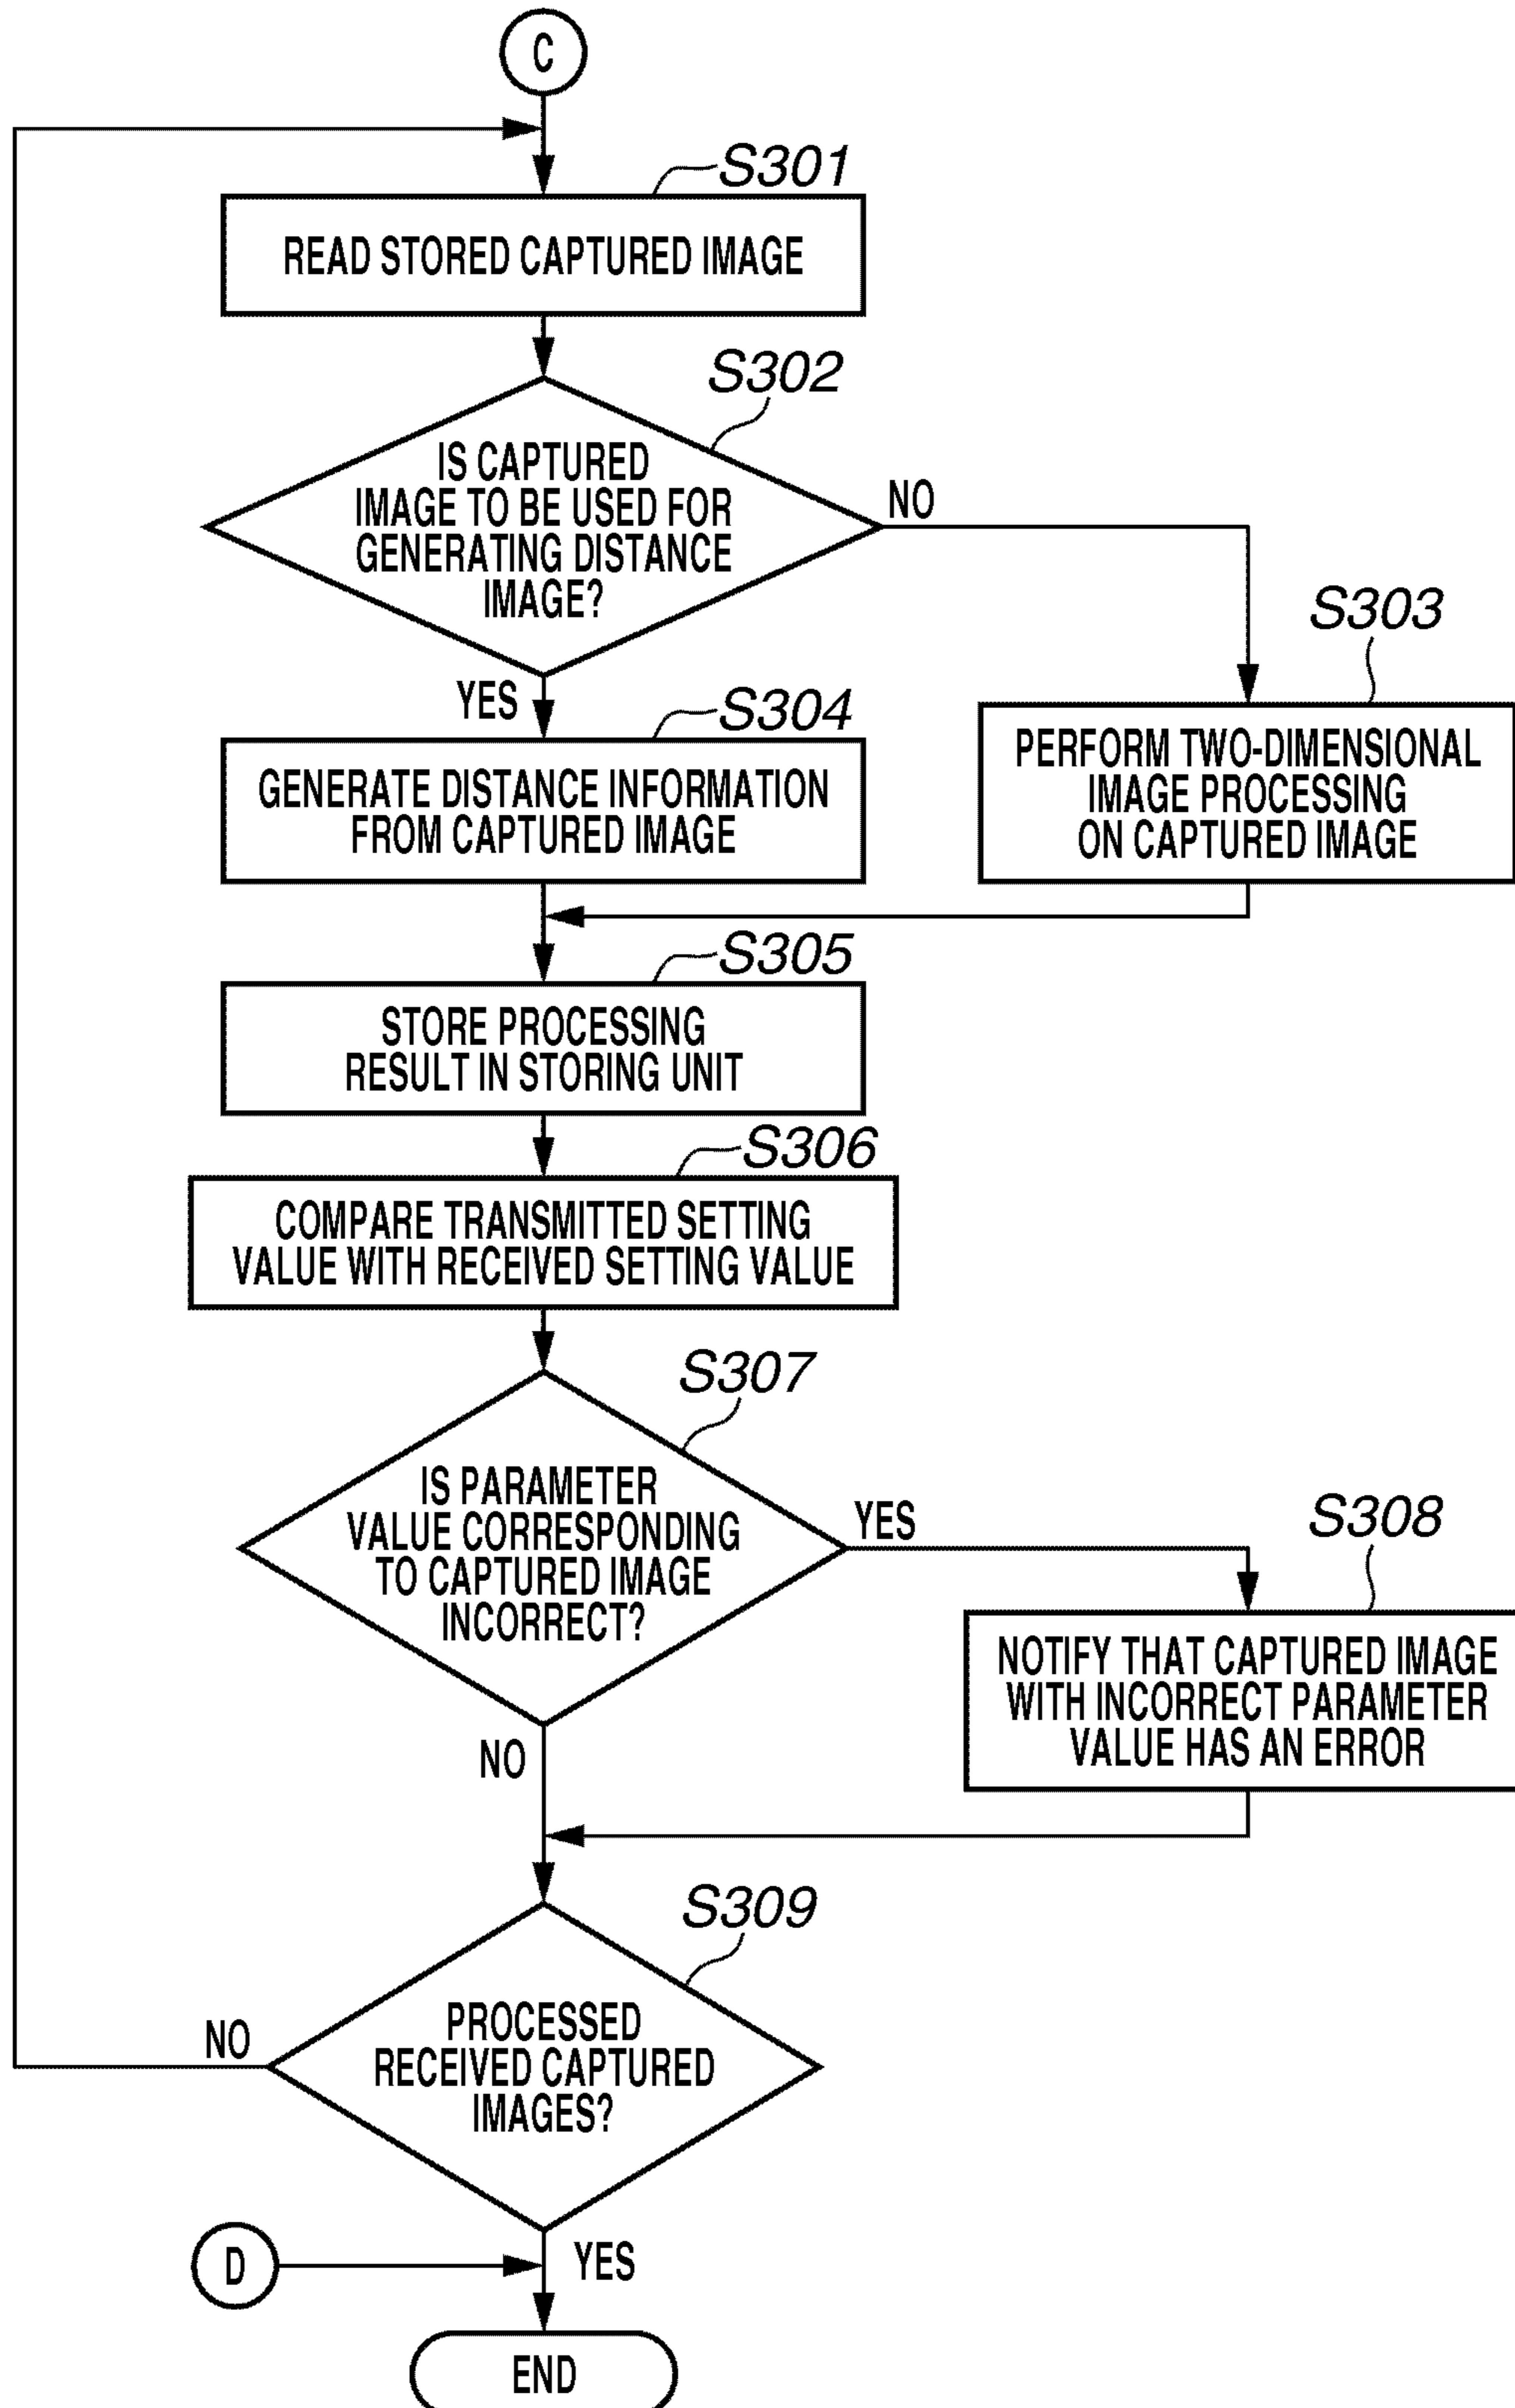 C
S301
READ STORED CAPTURED IMAGE
S302
IS CAPTURED
IMAGE TO BE USED FOR
GENERATING DISTANCE
IMAGE?
NO
S303
PERFORM TWO-DIMENSIONAL
IMAGE PROCESSING
ON CAPTURED IMAGE
YES
S304
GENERATE DISTANCE INFORMATION
FROM CAPTURED IMAGE
S305
STORE PROCESSING
RESULT IN STORING UNIT
S306
COMPARE TRANSMITTED SETTING
VALUE WITH RECEIVED SETTING VALUE
S307
IS PARAMETER
VALUE CORRESPONDING
TO CAPTURED IMAGE
INCORRECT?
YES
S308
NOTIFY THAT CAPTURED IMAGE
WITH INCORRECT PARAMETER
VALUE HAS AN ERROR
NO
S309
PROCESSED
RECEIVED CAPTURED
IMAGES?
NO
D
YES
END